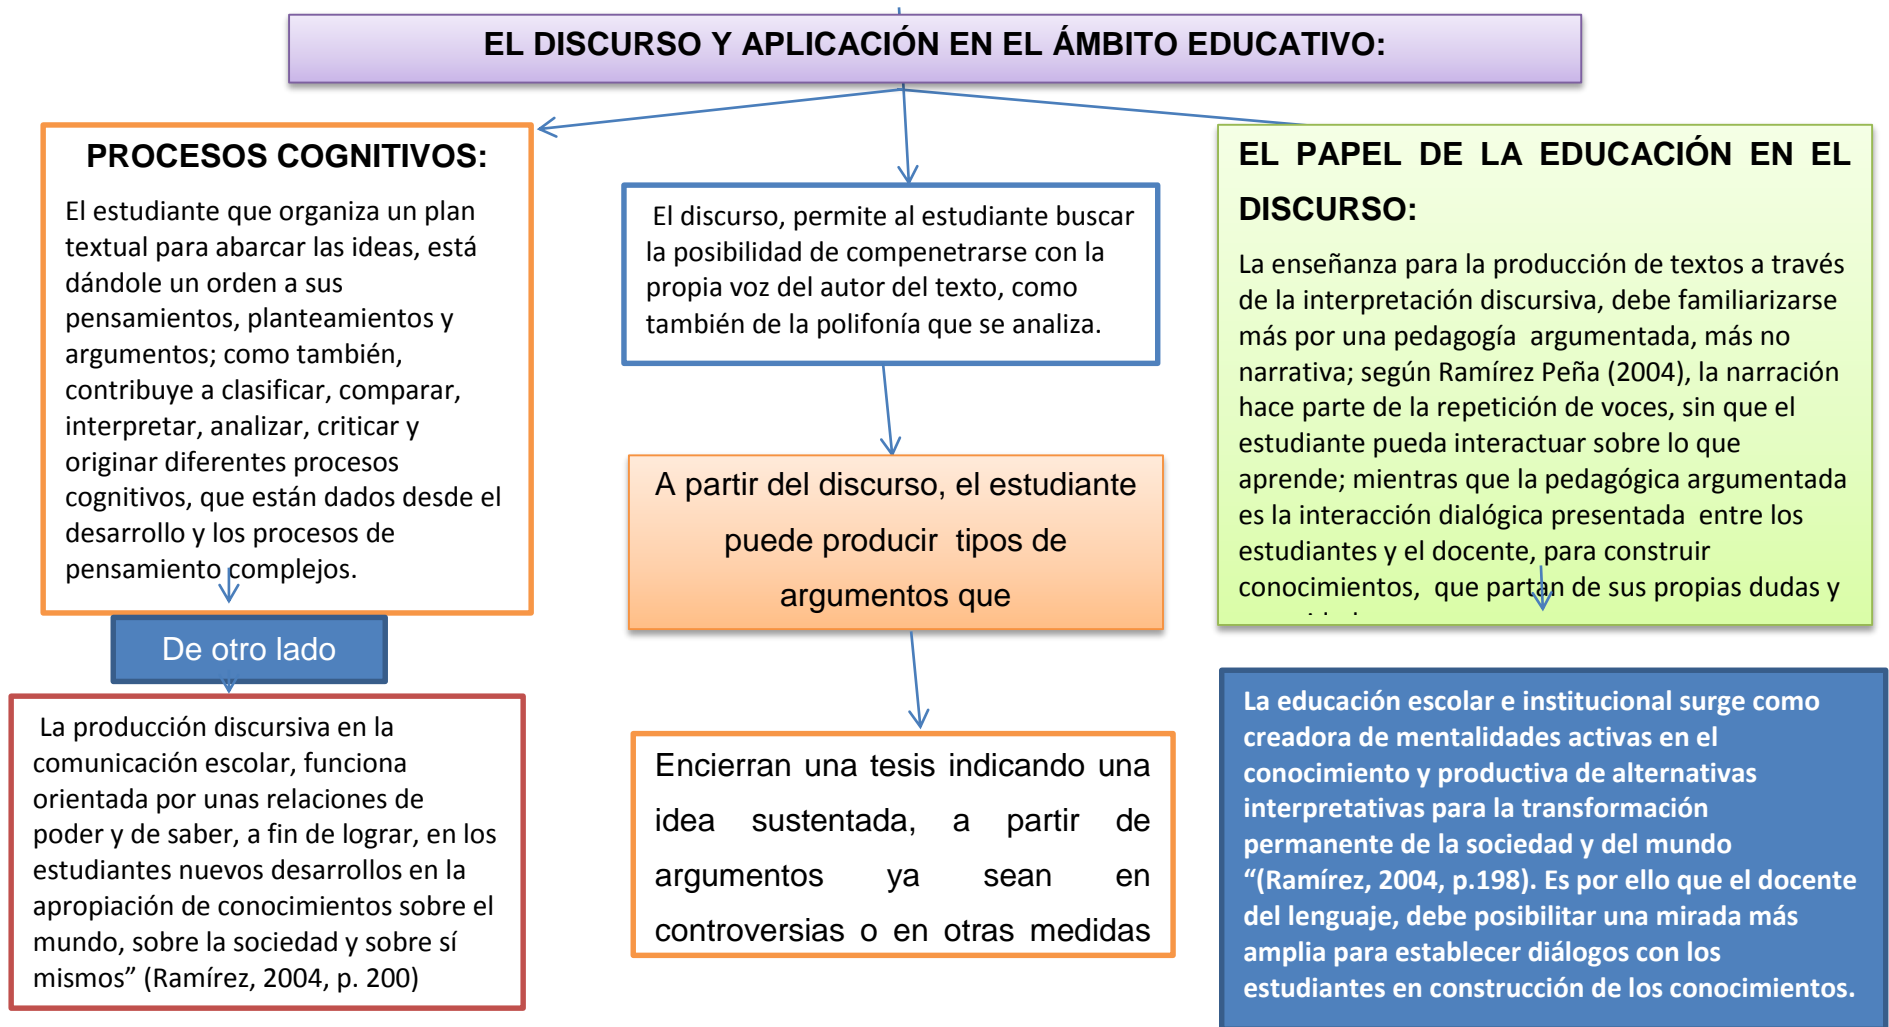 EL DISCURSO Y APLICACIÓN EN EL ÁMBITO EDUCATIVO:
PROCESOS COGNITIVOS:
El estudiante que organiza un plan
textual para abarcar las ideas, está
dándole un orden a sus
pensamientos, planteamientos y
argumentos; como también,
contribuye a clasificar, comparar,
interpretar, analizar, criticar y
originar diferentes procesos
cognitivos, que están dados desde el
desarrollo y los procesos de
pensamiento complejos.
De otro lado
La producción discursiva en la
comunicación escolar, funciona
orientada por unas relaciones de
poder y de saber, a fin de lograr, en los
estudiantes nuevos desarrollos en la
apropiación de conocimientos sobre el
mundo, sobre la sociedad y sobre sí
mismos” (Ramírez, 2004, p. 200)
El discurso, permite al estudiante buscar
la posibilidad de compenetrarse con la
propia voz del autor del texto, como
también de la polifonía que se analiza.
A partir del discurso, el estudiante
puede producir tipos de
argumentos que
Encierran una tesis indicando una
idea sustentada, a partir de
argumentos ya sean en
controversias o en otras medidas
EL PAPEL DE LA EDUCACIÓN EN EL
DISCURSO:
La enseñanza para la producción de textos a través
de la interpretación discursiva, debe familiarizarse
más por una pedagogía argumentada, más no
narrativa; según Ramírez Peña (2004), la narración
hace parte de la repetición de voces, sin que el
estudiante pueda interactuar sobre lo que
aprende; mientras que la pedagógica argumentada
es la interacción dialógica presentada entre los
estudiantes y el docente, para construir
conocimientos, que partan de sus propias dudas y
La educación escolar e institucional surge como
creadora de mentalidades activas en el
conocimiento y productiva de alternativas
interpretativas para la transformación
permanente de la sociedad y del mundo
“(Ramírez, 2004, p.198). Es por ello que el docente
del lenguaje, debe posibilitar una mirada más
amplia para establecer diálogos con los
estudiantes en construcción de los conocimientos.